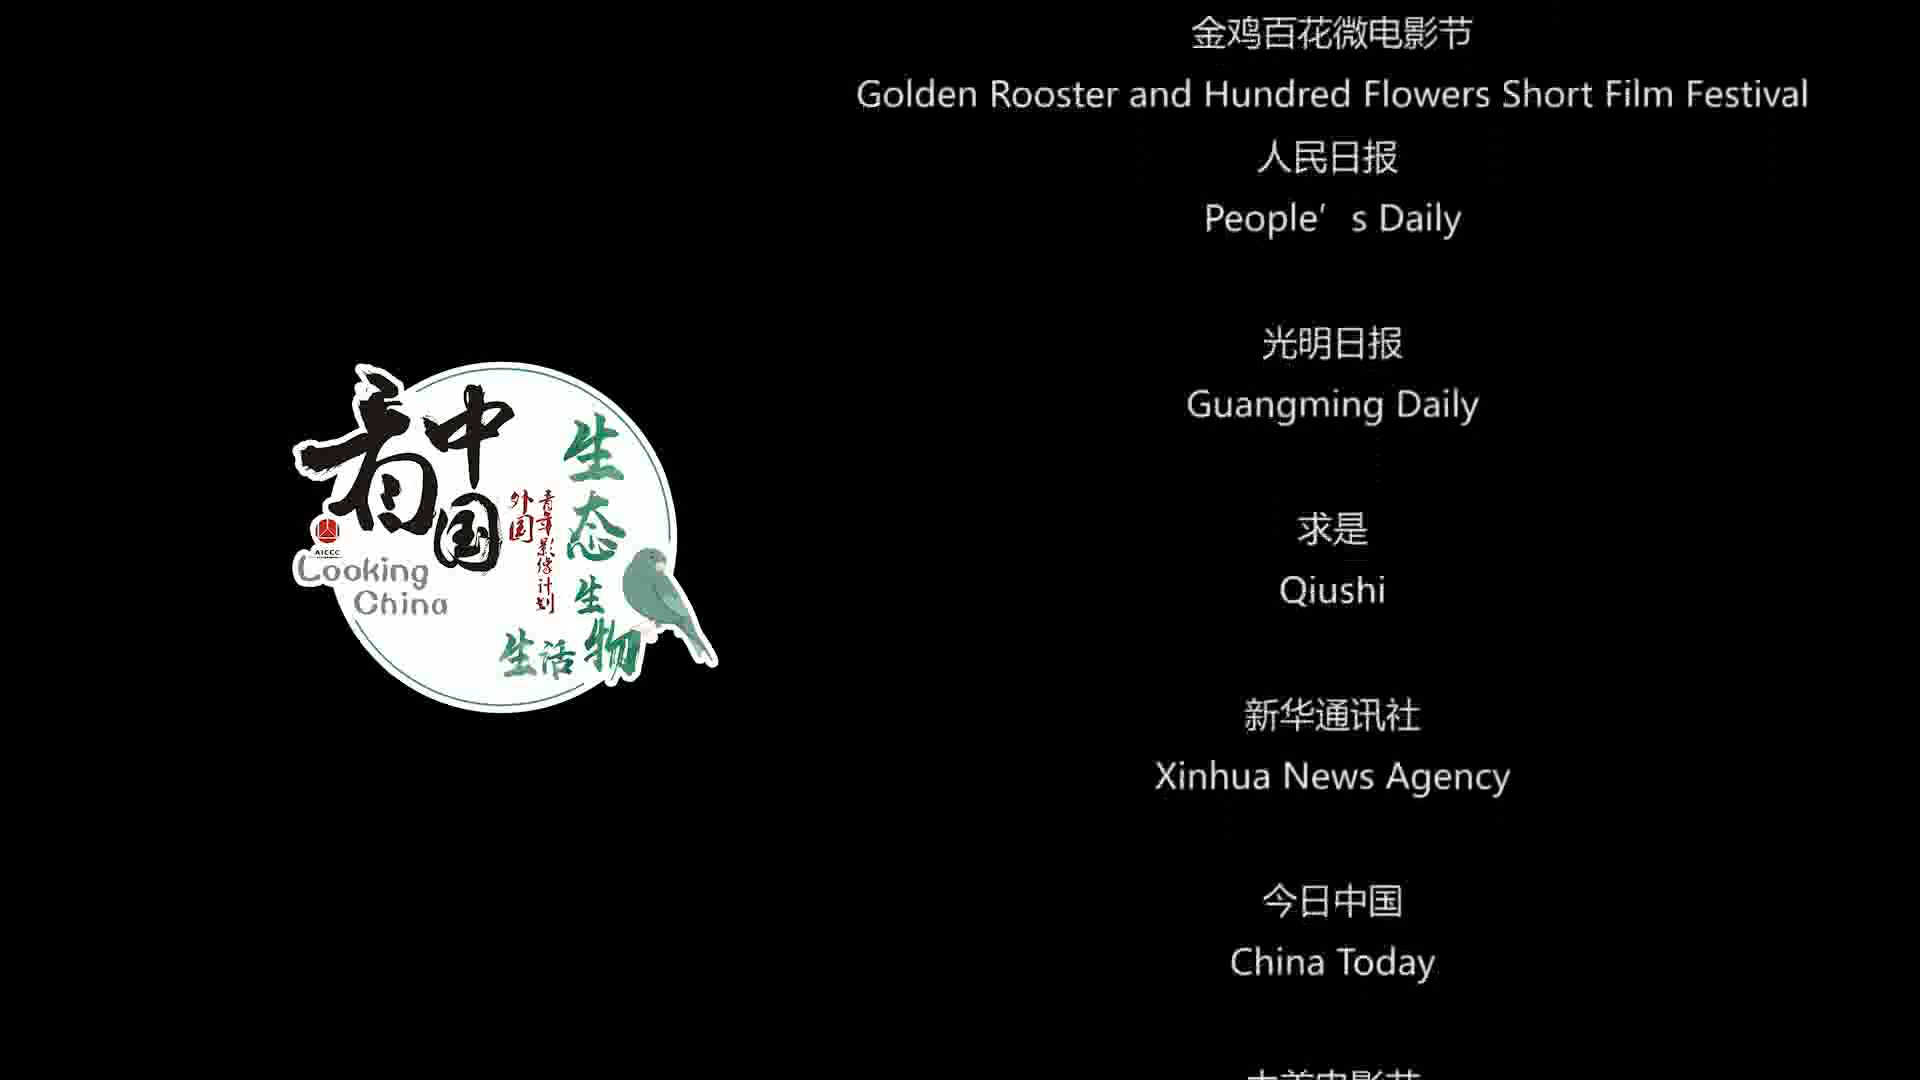 看中国
外国
青年影像计划
AICCC
Looking
China
生态
生物
生活
金鸡百花微电影节
Golden Rooster and Hundred Flowers Short Film Festival
人民日报
People's Daily
光明日报
Guangming Daily
求是
Qiushi
新华通讯社
Xinhua News Agency
今日中国
China Today